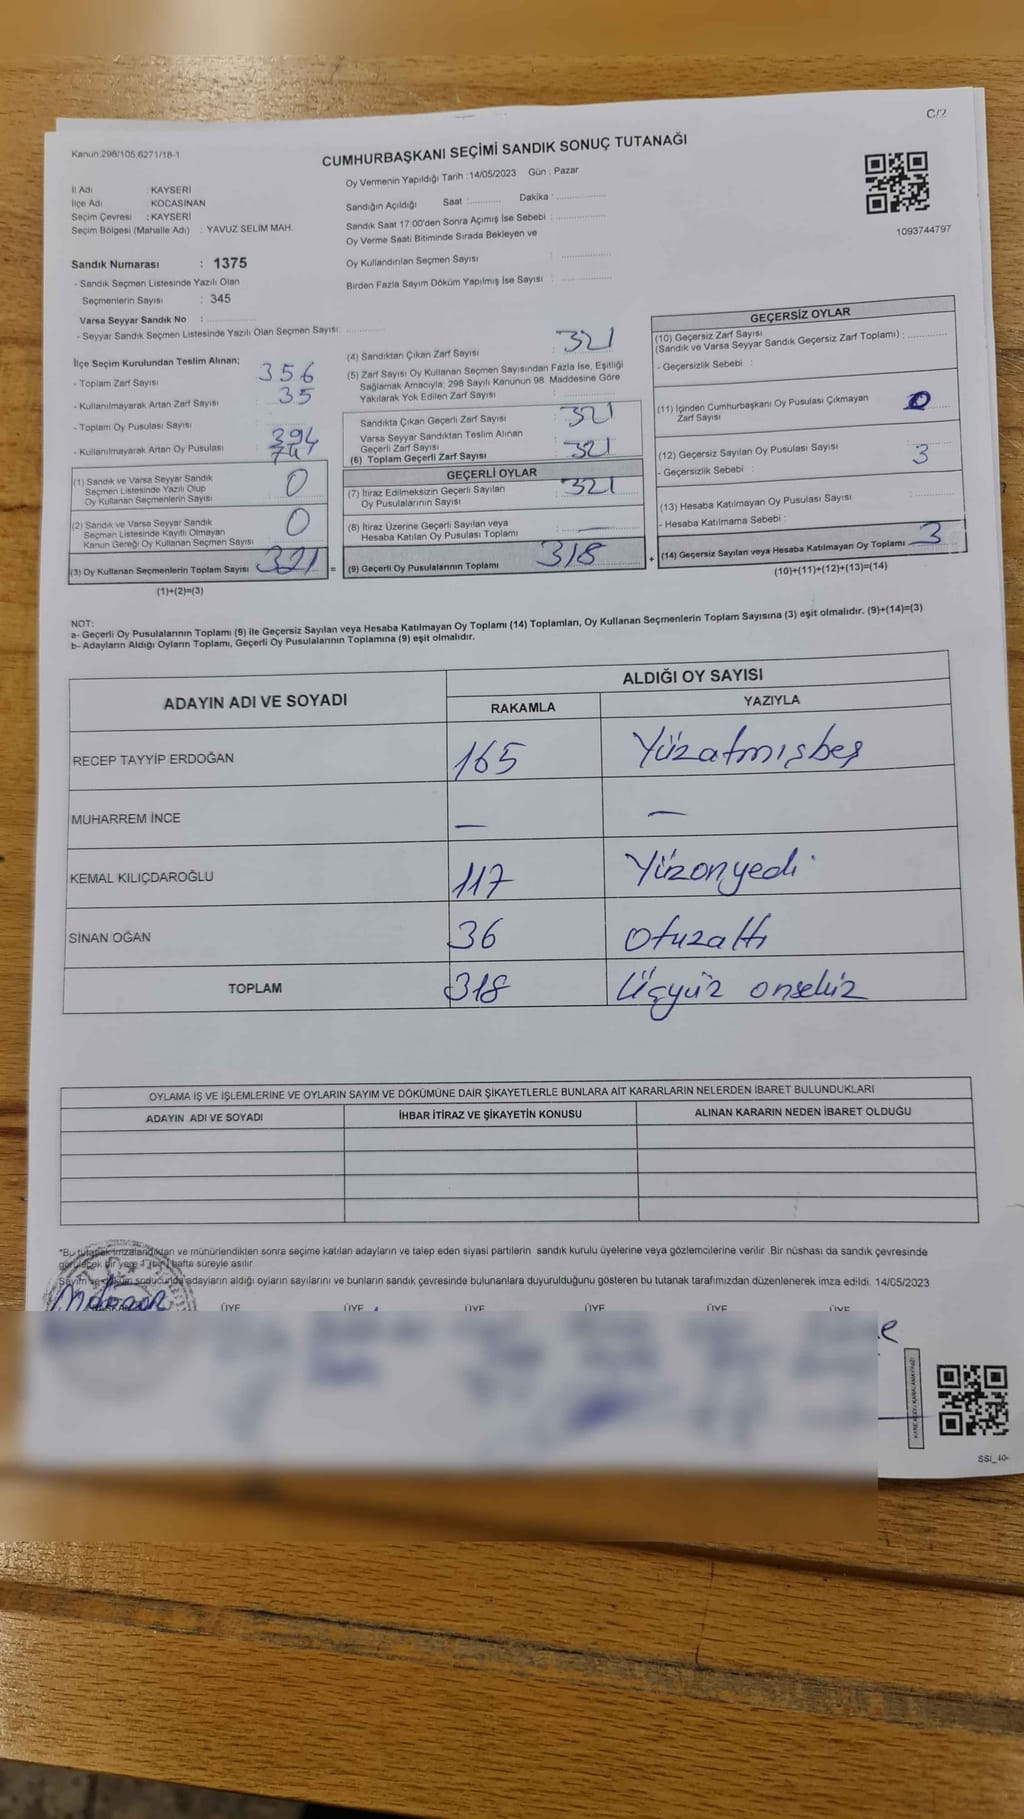 C/2
Kanun:298/105.6271/18-1
CUMHURBAŞKANI SEÇİMİ SANDIK SONUÇ TUTANAĞI
İl Adı : KAYSERİ
İlçe Adı : KOCASİNAN
Seçim Çevresi : KAYSERİ
Seçim Bölgesi (Mahalle Adı) : YAVUZ SELİM MAH.
Sandık Numarası : 1375
- Sandık Seçmen Listesinde Yazılı Olan
Seçmenlerin Sayısı : 345
Varsa Seyyar Sandık No :
- Seyyar Sandık Seçmen Listesinde Yazılı Olan Seçmen Sayısı:
Oy Vermenin Yapıldığı Tarih :14/05/2023 Gün : Pazar
Sandığın Açıldığı Saat : Dakika :
Sandık Saat 17:00'den Sonra Açımış İse Sebebi :
Oy Verme Saati Bitiminde Sırada Bekleyen ve
Oy Kullandırılan Seçmen Sayısı :
Birden Fazla Sayım Döküm Yapılmış İse Sayısı :
1093744797
İlçe Seçim Kurulundan Teslim Alınan;
- Toplam Zarf Sayısı 356
- Kullanılmayarak Artan Zarf Sayısı 35
- Toplam Oy Pusulası Sayısı 394
- Kullanılmayarak Artan Oy Pusulası
(1) Sandık ve Varsa Seyyar Sandık
Seçmen Listesinde Yazılı Olup
Oy Kullanan Seçmenlerin Sayısı 0
(2) Sandık ve Varsa Seyyar Sandık
Seçmen Listesinde Kayıtlı Olmayan
Kanun Gereği Oy Kullanan Seçmen Sayısı 0
(3) Oy Kullanan Seçmenlerin Toplam Sayısı 321
(1)+(2)=(3)
(4) Sandıktan Çıkan Zarf Sayısı 321
(5) Zarf Sayısı Oy Kullanan Seçmen Sayısından Fazla İse, Eşitliği
Sağlamak Amacıyla; 298 Sayılı Kanunun 98. Maddesine Göre
Yakılarak Yok Edilen Zarf Sayısı :
Sandıkta Çıkan Geçerli Zarf Sayısı 321
Varsa Seyyar Sandıktan Teslim Alınan
Geçerli Zarf Sayısı
(6) Toplam Geçerli Zarf Sayısı 321
GEÇERLİ OYLAR
(7) İtiraz Edilmeksizin Geçerli Sayılan
Oy Pusulalarının Sayısı 321
(8) İtiraz Üzerine Geçerli Sayılan veya
Hesaba Katılan Oy Pusulası Toplamı : —
= (9) Geçerli Oy Pusulalarının Toplamı 318 +
GEÇERSİZ OYLAR
(10) Geçersiz Zarf Sayısı
(Sandık ve Varsa Seyyar Sandık Geçersiz Zarf Toplamı) :
- Geçersizlik Sebebi :
(11) İçinden Cumhurbaşkanı Oy Pusulası Çıkmayan
Zarf Sayısı 0
(12) Geçersiz Sayılan Oy Pusulası Sayısı 3
- Geçersizlik Sebebi :
(13) Hesaba Katılmayan Oy Pusulası Sayısı
- Hesaba Katılmama Sebebi :
(14) Geçersiz Sayılan veya Hesaba Katılmayan Oy Toplamı 3
(10)+(11)+(12)+(13)=(14)
NOT:
a- Geçerli Oy Pusulalarının Toplamı (9) ile Geçersiz Sayılan veya Hesaba Katılmayan Oy Toplamı (14) Toplamları, Oy Kullanan Seçmenlerin Toplam Sayısına (3) eşit olmalıdır. (9)+(14)=(3)
b- Adayların Aldığı Oyların Toplamı, Geçerli Oy Pusulalarının Toplamına (9) eşit olmalıdır.
ADAYIN ADI VE SOYADI ALDIĞI OY SAYISI
RAKAMLA YAZIYLA
RECEP TAYYİP ERDOĞAN 165 Yüzatmışbeş
MUHARREM İNCE — —
KEMAL KILIÇDAROĞLU 117 Yüzonyedi
SİNAN OĞAN 36 Otuzaltı
TOPLAM 318 Üçyüz onsekiz
OYLAMA İŞ VE İŞLEMLERİNE VE OYLARIN SAYIM VE DÖKÜMÜNE DAİR ŞİKAYETLERLE BUNLARA AİT KARARLARIN NELERDEN İBARET BULUNDUKLARI
ADAYIN ADI VE SOYADI İHBAR İTİRAZ VE ŞİKAYETİN KONUSU ALINAN KARARIN NEDEN İBARET OLDUĞU
*Bu tutanak imzalandıktan ve mühürlendikten sonra seçime katılan adayların ve talep eden siyasi partilerin sandık kurulu üyelerine veya gözlemcilerine verilir .Bir nüshası da sandık çevresinde
görülecek bir yere 1 (bir) hafta süreyle asılır.
Sayım ve döküm sonucunda adayların aldığı oyların sayılarını ve bunların sandık çevresinde bulunanlara duyurulduğunu gösteren bu tutanak tarafımızdan düzenlenerek imza edildi. 14/05/2023
ÜYE ÜYE ÜYE ÜYE ÜYE ÜYE